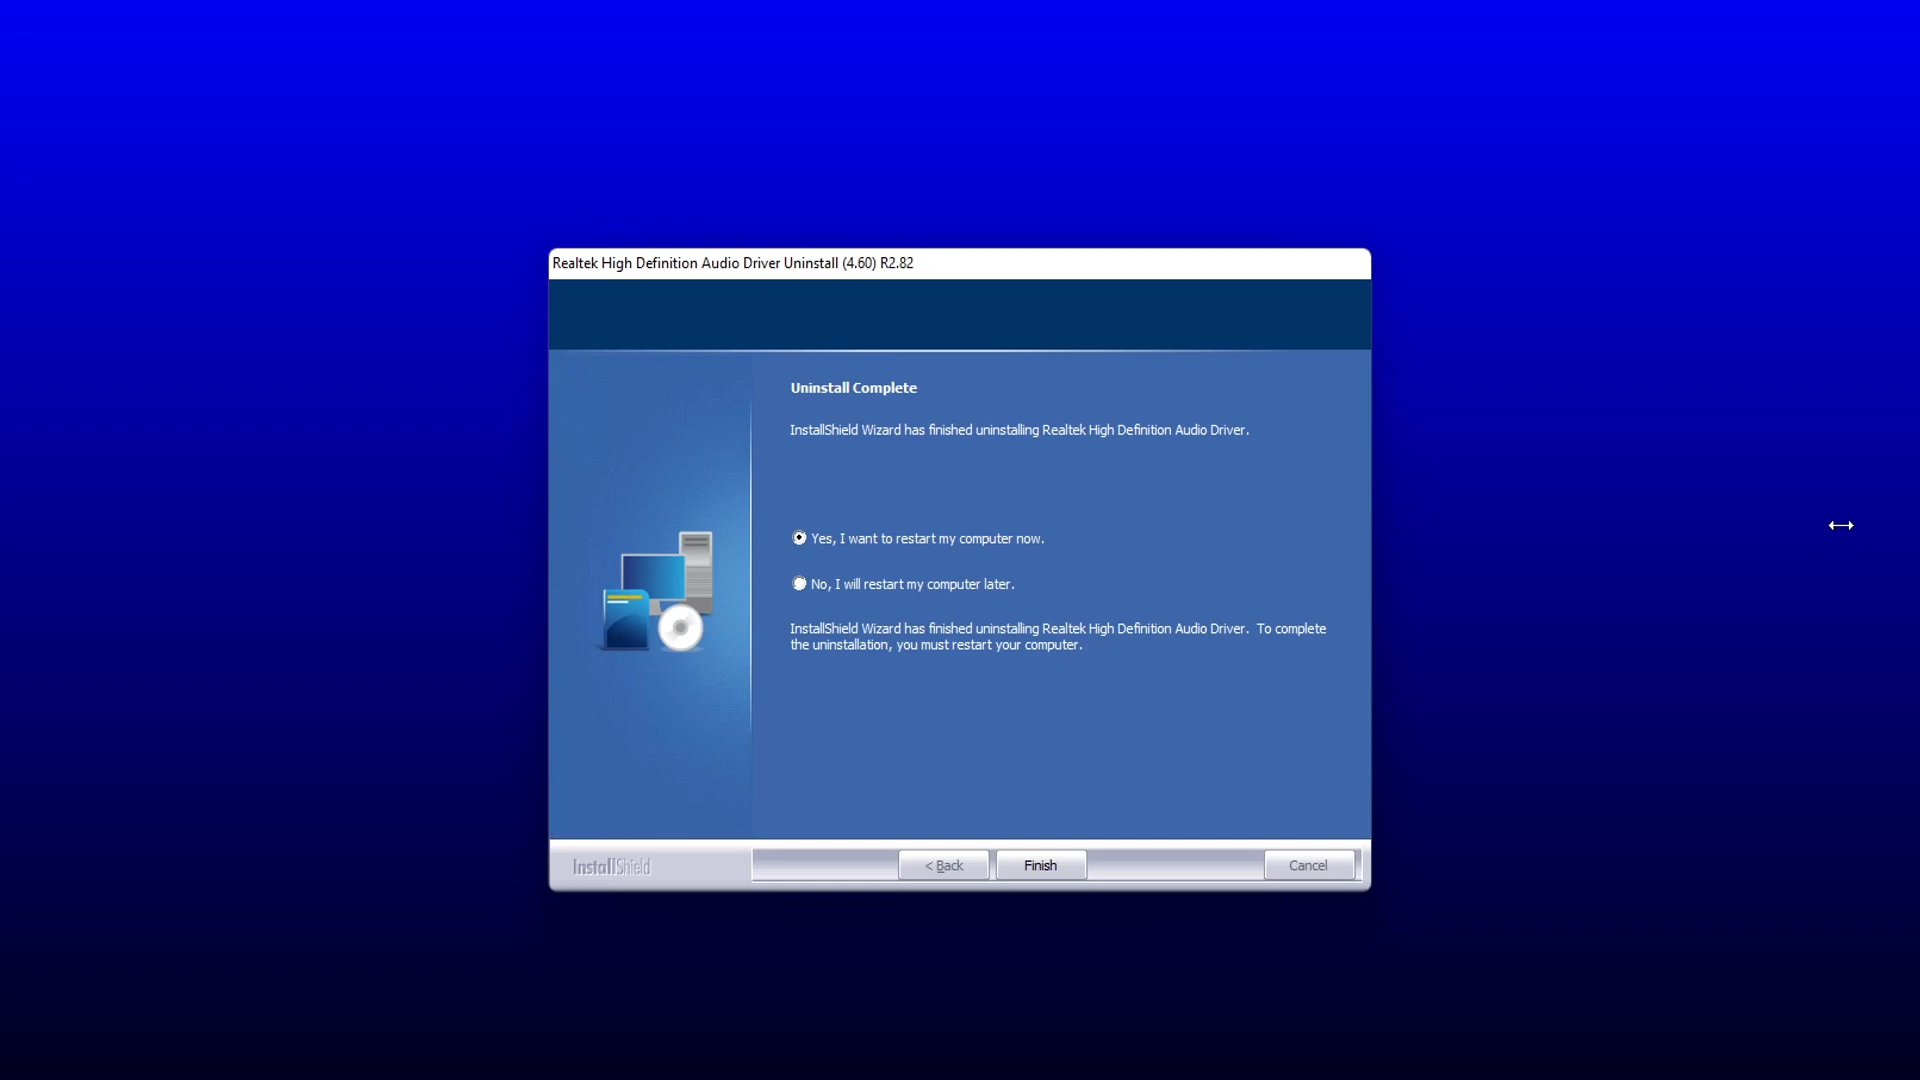 Realtek High Definition Audio Driver Uninstall (4.60) R2.82
Uninstall Complete
InstallShield Wizard has finished uninstalling Realtek High Definition Audio Driver.
Yes, I want to restart my computer now.
No, I will restart my computer later.
InstallShield Wizard has finished uninstalling Realtek High Definition Audio Driver.  To complete
the uninstallation, you must restart your computer.
InstallShield
< Back
Finish
Cancel